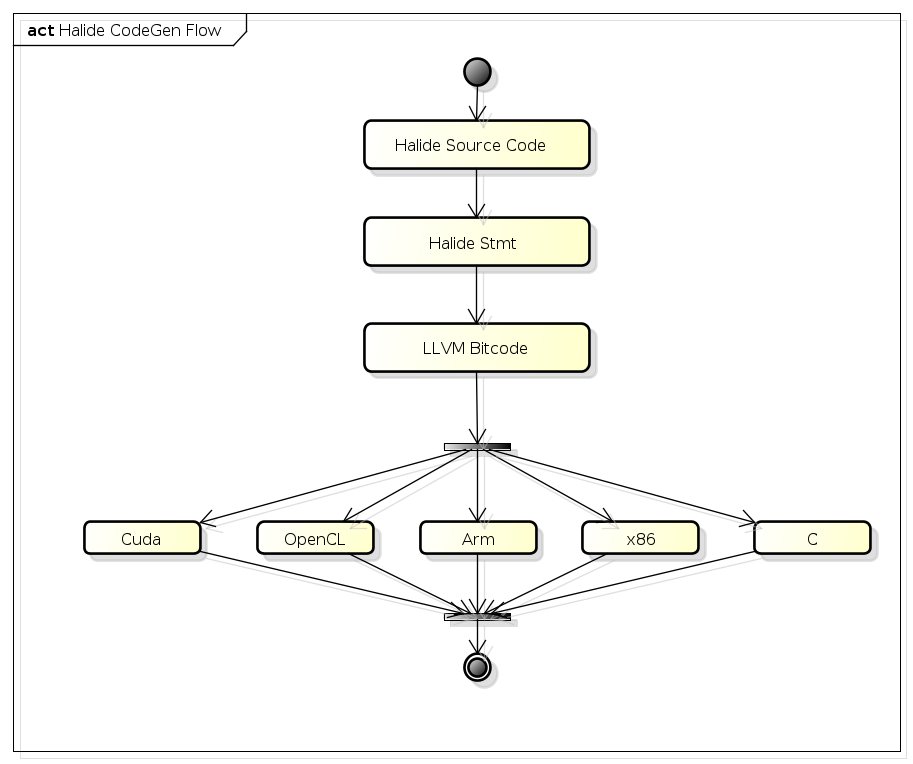 act Halide CodeGen Flow
Halide Source Code
Halide Stmt
LLVM Bitcode
Cuda
OpenCL
Arm
x86
C